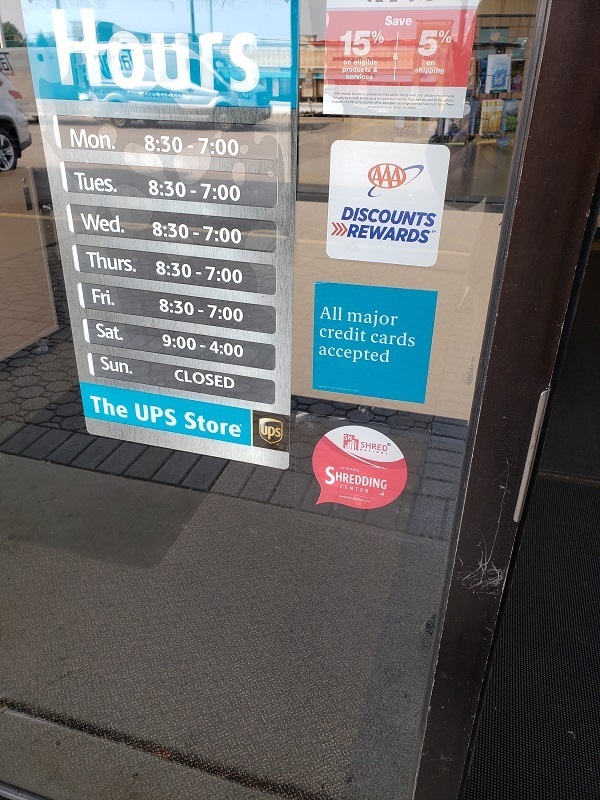 Hours
Mon. 8:30 - 7:00
Tues. 8:30 - 7:00
Wed. 8:30 - 7:00
Thurs. 8:30 - 7:00
Fri. 8:30 - 7:00
Sat. 9:00 - 4:00
Sun. CLOSED
The UPS Store
ups
Save
15% & 5%
on eligible products & services
on shipping
AAA
DISCOUNTS
REWARDS
All major
credit cards
accepted
SHRED
SHREDDING
CENTER